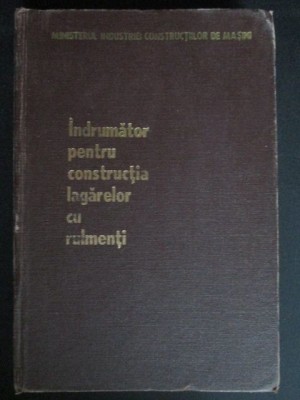 MINISTERUL INDUSTRIEI CONSTRUCȚIILOR DE MAȘINI
Îndrumător
pentru
construcția
lagărelor
cu
rulmenți